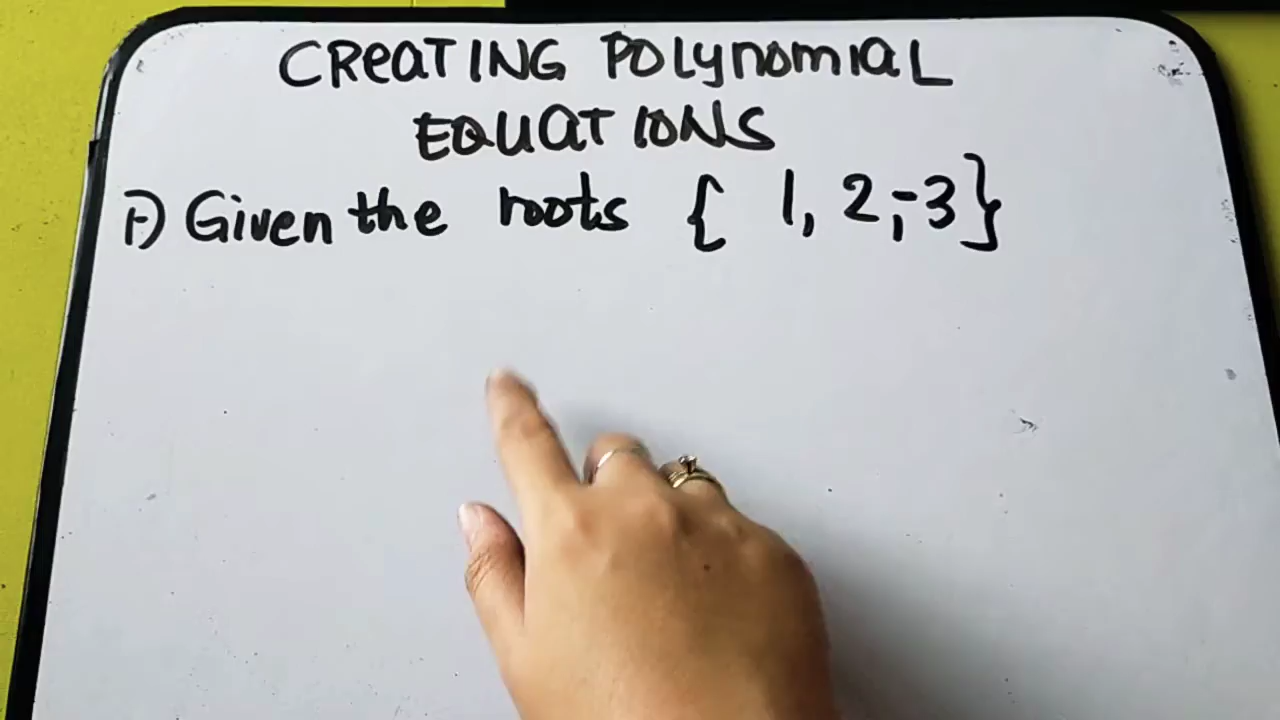 CREATING POLYNOMIAL
EQUATIONS
1) Given the roots { 1, 2, -3}